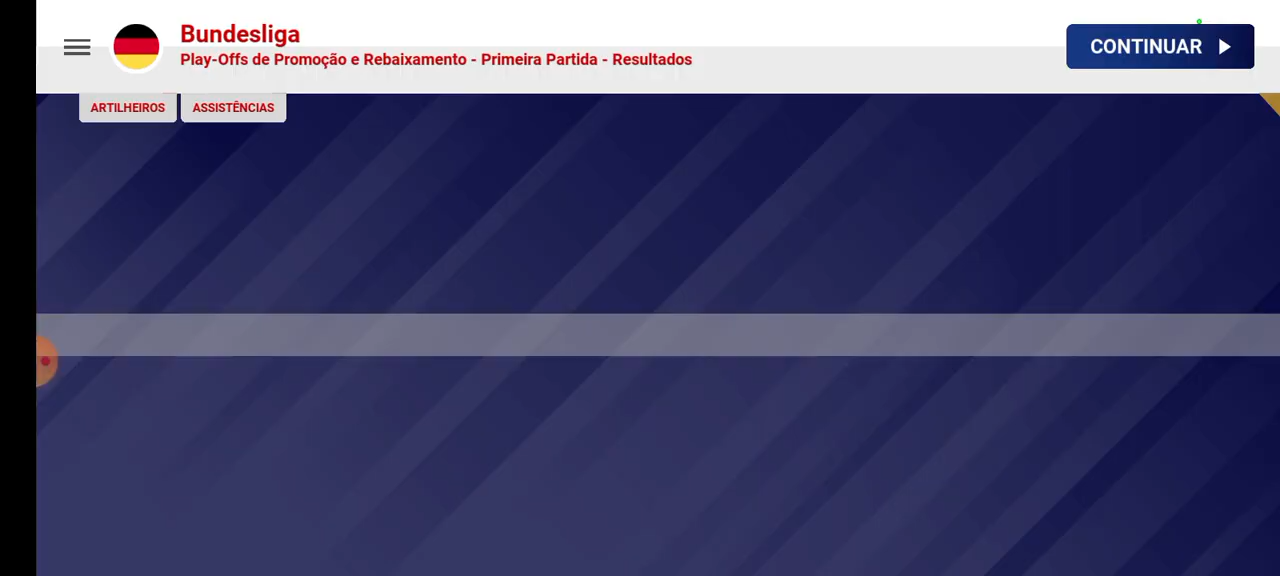 Bundesliga
Play-Offs de Promoção e Rebaixamento - Primeira Partida - Resultados
CONTINUAR
ARTILHEIROS
ASSISTÊNCIAS